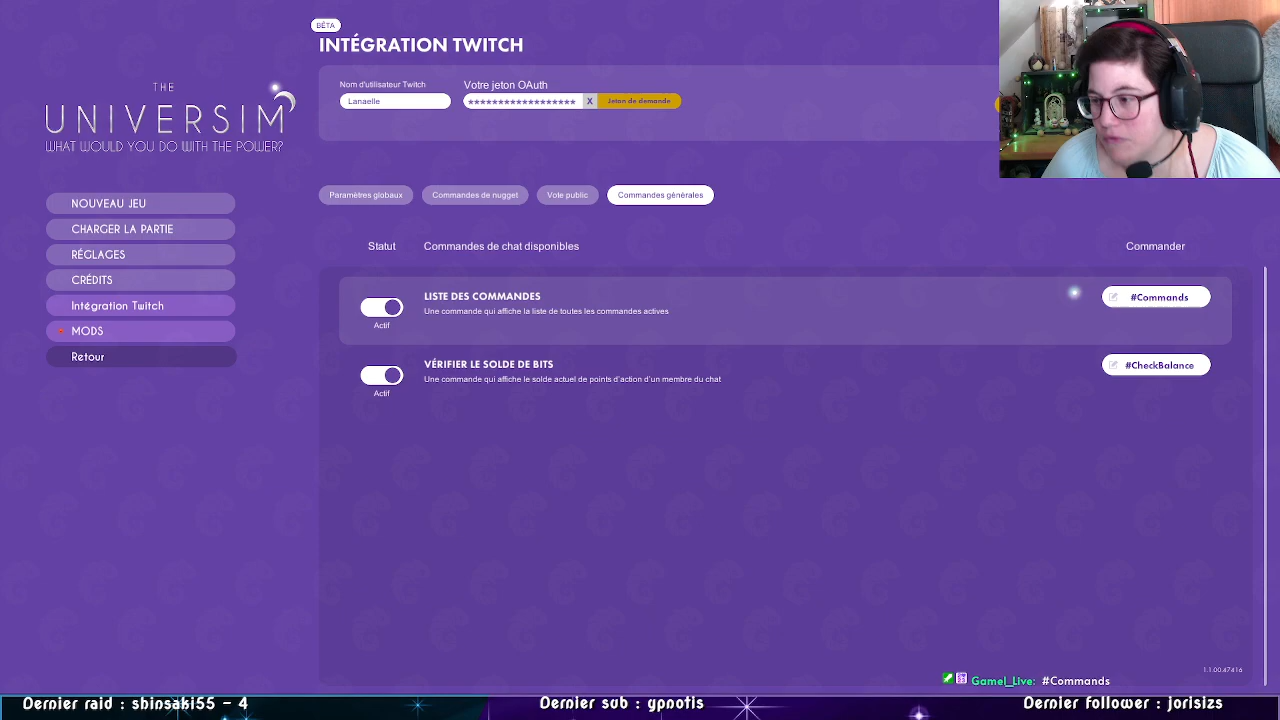 BÊTA
INTÉGRATION TWITCH
Nom d'utilisateur Twitch
Votre jeton OAuth
Lanaelle
******************
X
Jeton de demande
THE
UNIVERSIM
WHAT WOULD YOU DO WITH THE POWER?
NOUVEAU JEU
CHARGER LA PARTIE
RÉGLAGES
CRÉDITS
Intégration Twitch
MODS
Retour
Paramètres globaux
Commandes de nugget
Vote public
Commandes générales
Statut
Commandes de chat disponibles
Commander
LISTE DES COMMANDES
Une commande qui affiche la liste de toutes les commandes actives
Actif
#Commands
VÉRIFIER LE SOLDE DE BITS
Une commande qui affiche le solde actuel de points d'action d'un membre du chat
Actif
#CheckBalance
1.1.00.47416
Gamel_Live: #Commands
Dernier raid : shinsaki55 - 4
Dernier sub : gpnotis
Dernier follower : jorisizs